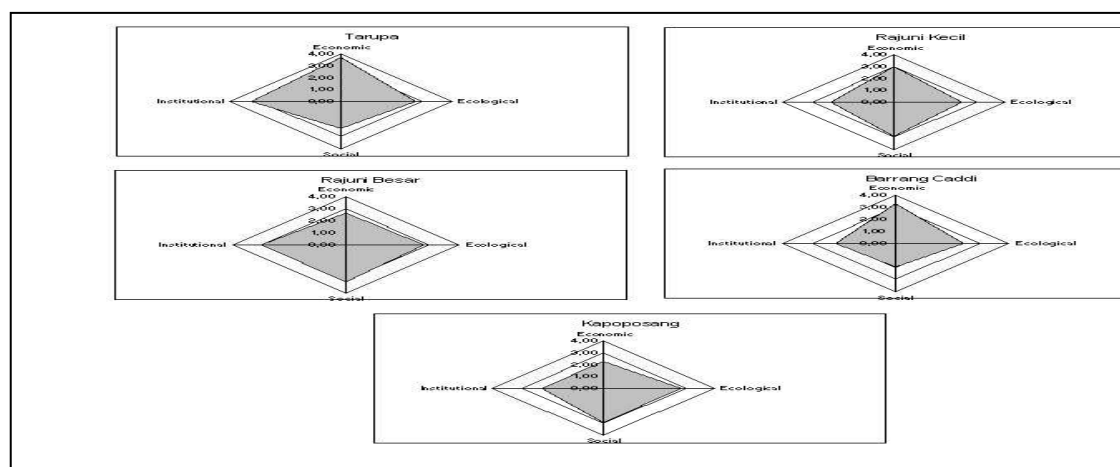 Tarupa
Economic
4,00
3,00
2,00
1,00
0,00
Institutional
Ecological
Social
Rajuni Kecil
Economic
4,00
3,00
2,00
1,00
0,00
Institutional
Ecological
Social
Rajuni Besar
Economic
4,00
3,00
2,00
1,00
0,00
Institutional
Ecological
Social
Barrang Caddi
Economic
4,00
3,00
2,00
1,00
0,00
Institutional
Ecological
Social
Kapoposang
Economic
4,00
3,00
2,00
1,00
0,00
Institutional
Ecological
Social